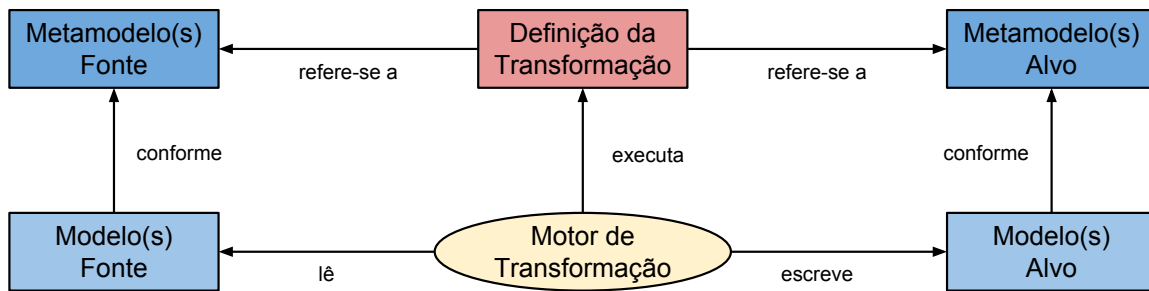 Metamodelo(s)
Fonte
refere-se a
Definição da
Transformação
refere-se a
Metamodelo(s)
Alvo
conforme
executa
conforme
Modelo(s)
Fonte
lê
Motor de
Transformação
escreve
Modelo(s)
Alvo